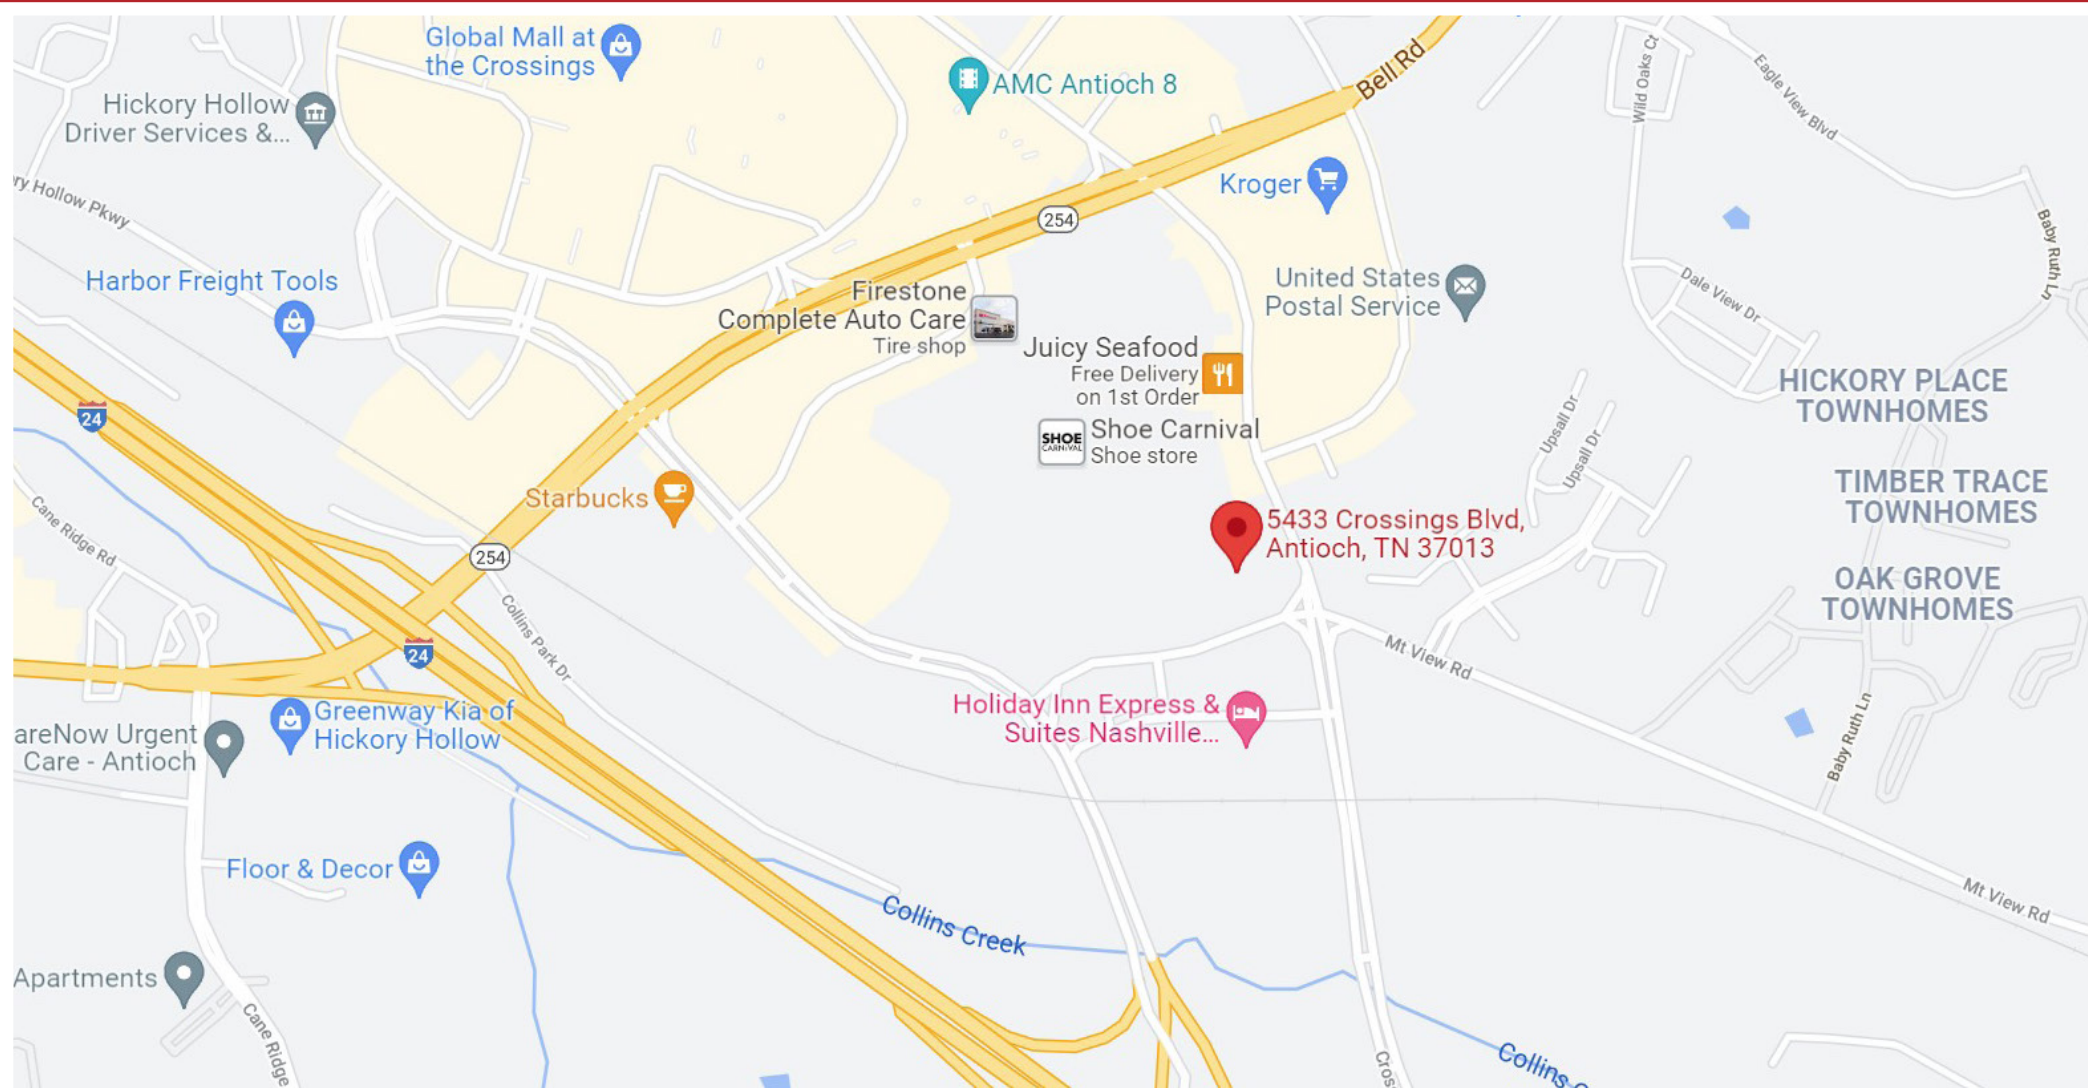 Global Mall at
the Crossings
AMC Antioch 8
Bell Rd
Wild Oaks Ct
Eagle View Blvd
Hickory Hollow
Driver Services &...
ry Hollow Pkwy
Kroger
254
Baby Ruth Ln
Harbor Freight Tools
Firestone
Complete Auto Care
Tire shop
United States
Postal Service
Dale View Dr
Juicy Seafood
Free Delivery
on 1st Order
HICKORY PLACE
TOWNHOMES
24
Upsall Dr
Upsall Dr
SHOE
CARNIVAL
Shoe Carnival
Shoe store
Starbucks
TIMBER TRACE
TOWNHOMES
Cane Ridge Rd
254
5433 Crossings Blvd,
Antioch, TN 37013
OAK GROVE
TOWNHOMES
Collins Park Dr
24
Mt View Rd
Greenway Kia of
Hickory Hollow
Holiday Inn Express &
Suites Nashville...
areNow Urgent
Care - Antioch
Baby Ruth Ln
Floor & Decor
Collins Creek
Mt View Rd
Apartments
Cane Ridge
Cros
Collins